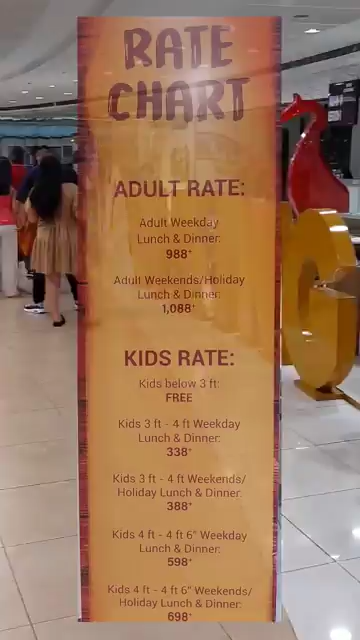 RATE
CHART
ADULT RATE:
Adult Weekday
Lunch & Dinner:
988+
Adult Weekends/Holiday
Lunch & Dinner:
1,088+
KIDS RATE:
Kids below 3 ft:
FREE
Kids 3 ft - 4 ft Weekday
Lunch & Dinner:
338+
Kids 3 ft - 4 ft Weekends/
Holiday Lunch & Dinner:
388+
Kids 4 ft - 4 ft 6" Weekday
Lunch & Dinner:
598+
Kids 4 ft - 4 ft 6" Weekends/
Holiday Lunch & Dinner:
698+